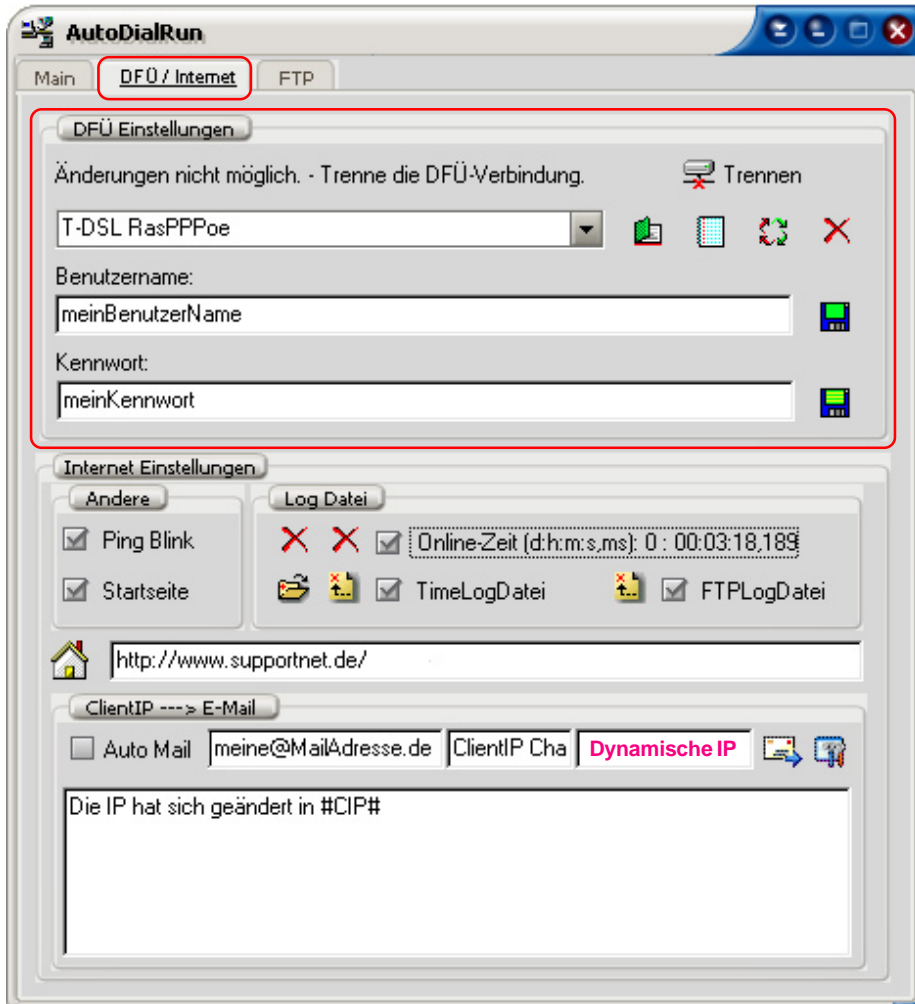 AutoDialRun
Main DFÜ / Internet FTP
DFÜ Einstellungen
Änderungen nicht möglich. - Trenne die DFÜ-Verbindung. Trennen
T-DSL RasPPPoe
Benutzername:
meinBenutzerName
Kennwort:
meinKennwort
Internet Einstellungen
Andere Log Datei
Ping Blink Online-Zeit (d:h:m:s,ms): 0 : 00:03:18,189
Startseite TimeLogDatei FTPLogDatei
http://www.supportnet.de/
ClientIP ---> E-Mail
Auto Mail meine@MailAdresse.de ClientIP Cha Dynamische IP
Die IP hat sich geändert in #CIP#